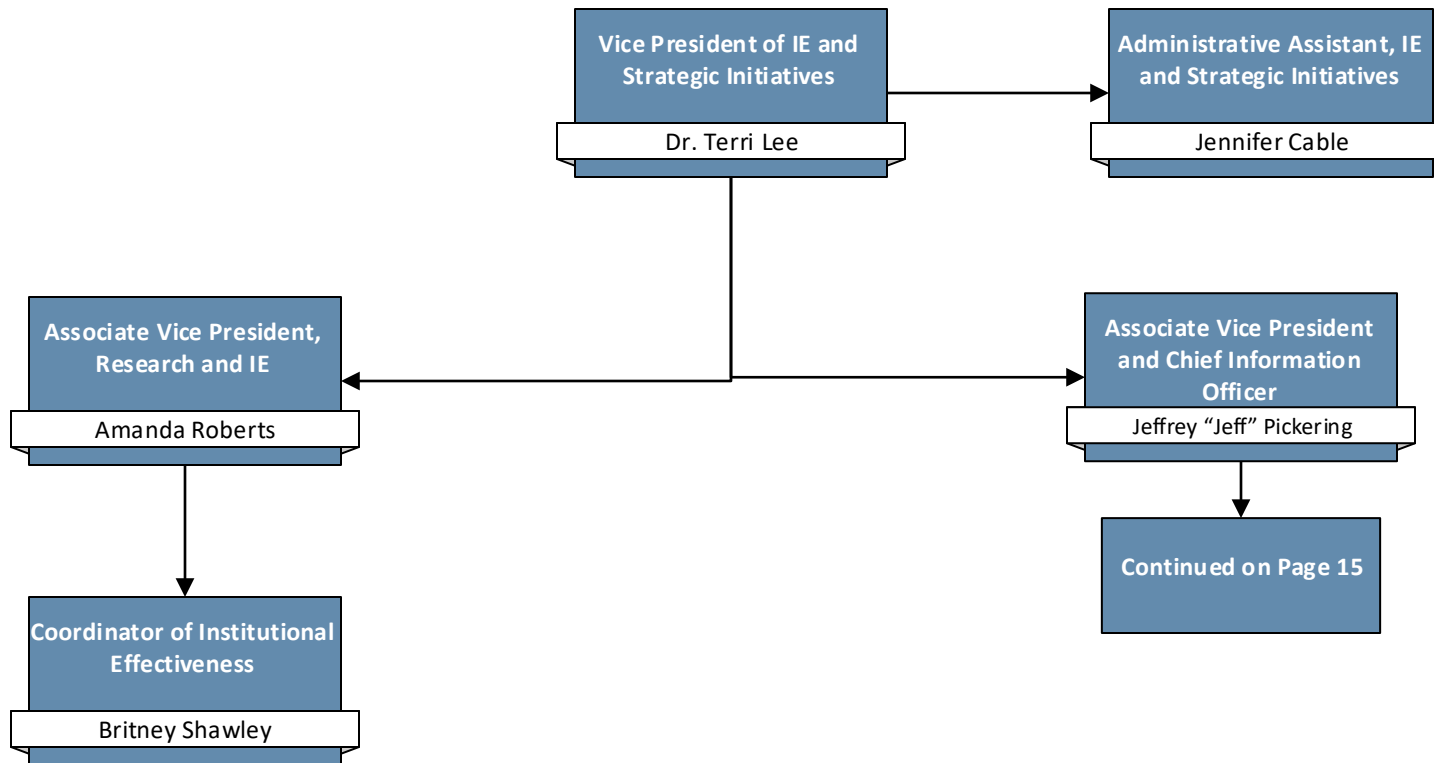 Vice President of IE and
Strategic Initiatives
Dr. Terri Lee
Administrative Assistant, IE
and Strategic Initiatives
Jennifer Cable
Associate Vice President,
Research and IE
Amanda Roberts
Associate Vice President
and Chief Information
Officer
Jeffrey “Jeff” Pickering
Continued on Page 15
Coordinator of Institutional
Effectiveness
Britney Shawley